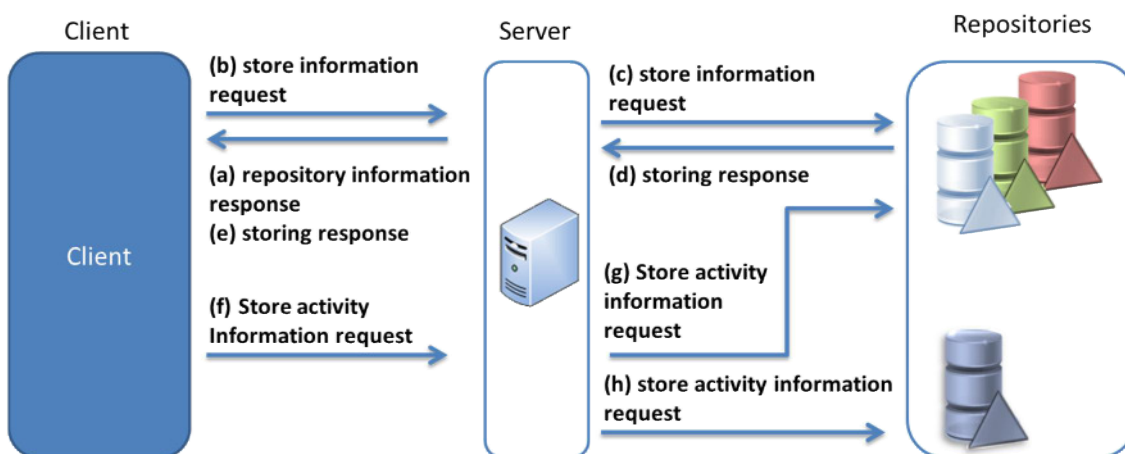 Client
Server
Repositories
(b) store information
request
(c) store information
request
(a) repository information
response
(e) storing response
(d) storing response
Client
(f) Store activity
Information request
(g) Store activity
information
request
(h) store activity information
request